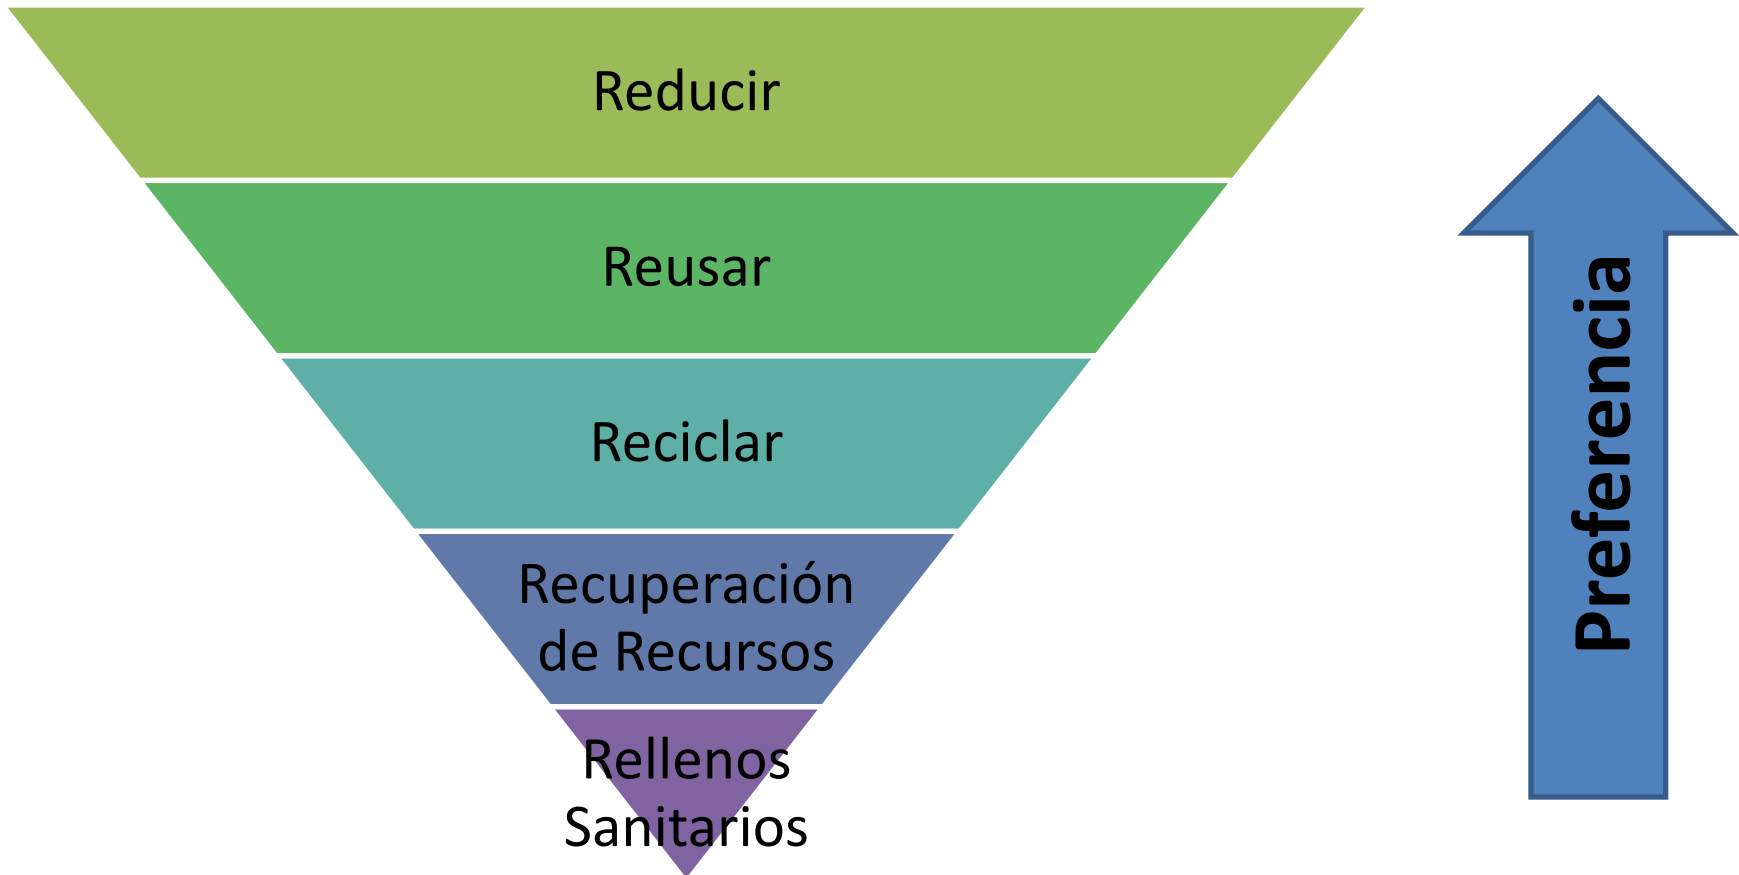 Reducir
Reusar
Reciclar
Recuperación
de Recursos
Rellenos
Sanitarios
Preferencia